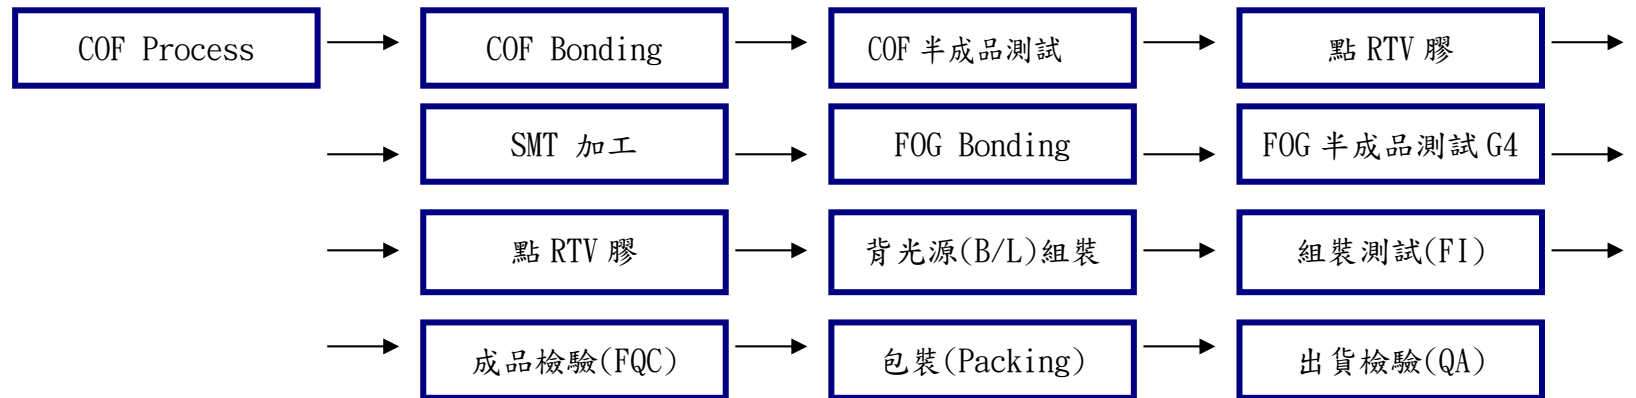 COF Process
COF Bonding
COF 半成品測試
點 RTV 膠
SMT 加工
FOG Bonding
FOG 半成品測試 G4
點 RTV 膠
背光源(B/L)組裝
組裝測試(FI)
成品檢驗(FQC)
包裝(Packing)
出貨檢驗(QA)